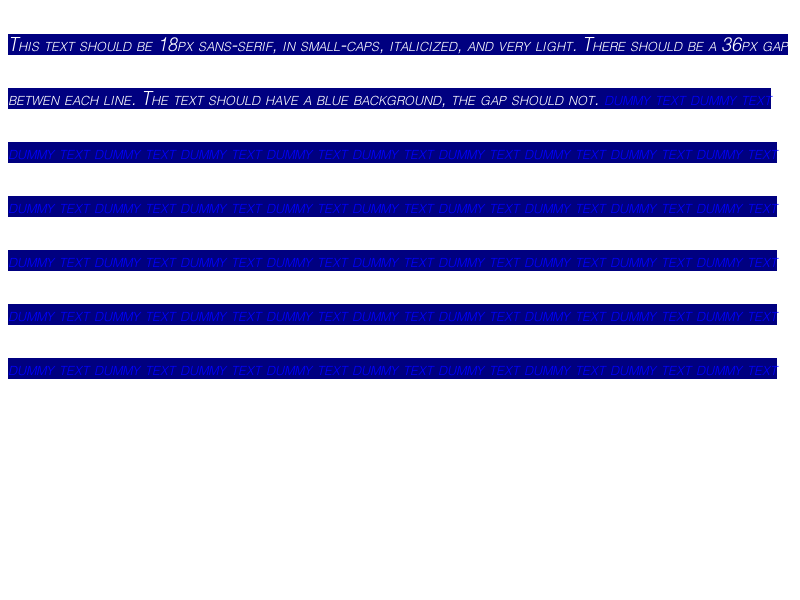 This text should be 18px sans-serif, in small-caps, italicized, and very light. There should be a 36px gap
betwen each line. The text should have a blue background, the gap should not. dummy text dummy text
dummy text dummy text dummy text dummy text dummy text dummy text dummy text dummy text dummy text
dummy text dummy text dummy text dummy text dummy text dummy text dummy text dummy text dummy text
dummy text dummy text dummy text dummy text dummy text dummy text dummy text dummy text dummy text
dummy text dummy text dummy text dummy text dummy text dummy text dummy text dummy text dummy text
dummy text dummy text dummy text dummy text dummy text dummy text dummy text dummy text dummy text